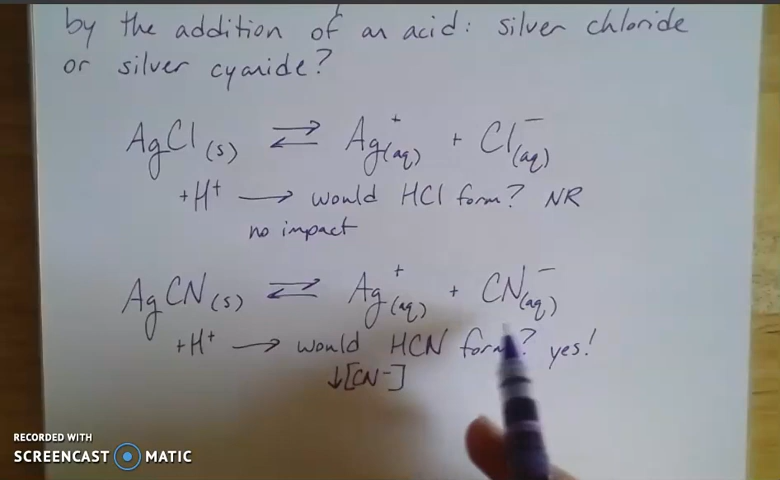 by the addition of an acid: silver chloride
or silver cyanide?
AgCl(s) ⇌ Ag⁺(aq) + Cl⁻(aq)
+H⁺ → would HCl form? NR
no impact
AgCN(s) ⇌ Ag⁺(aq) + CN⁻(aq)
+H⁺ → would HCN form? yes!
↓[CN⁻]
RECORDED WITH
SCREENCAST MATIC